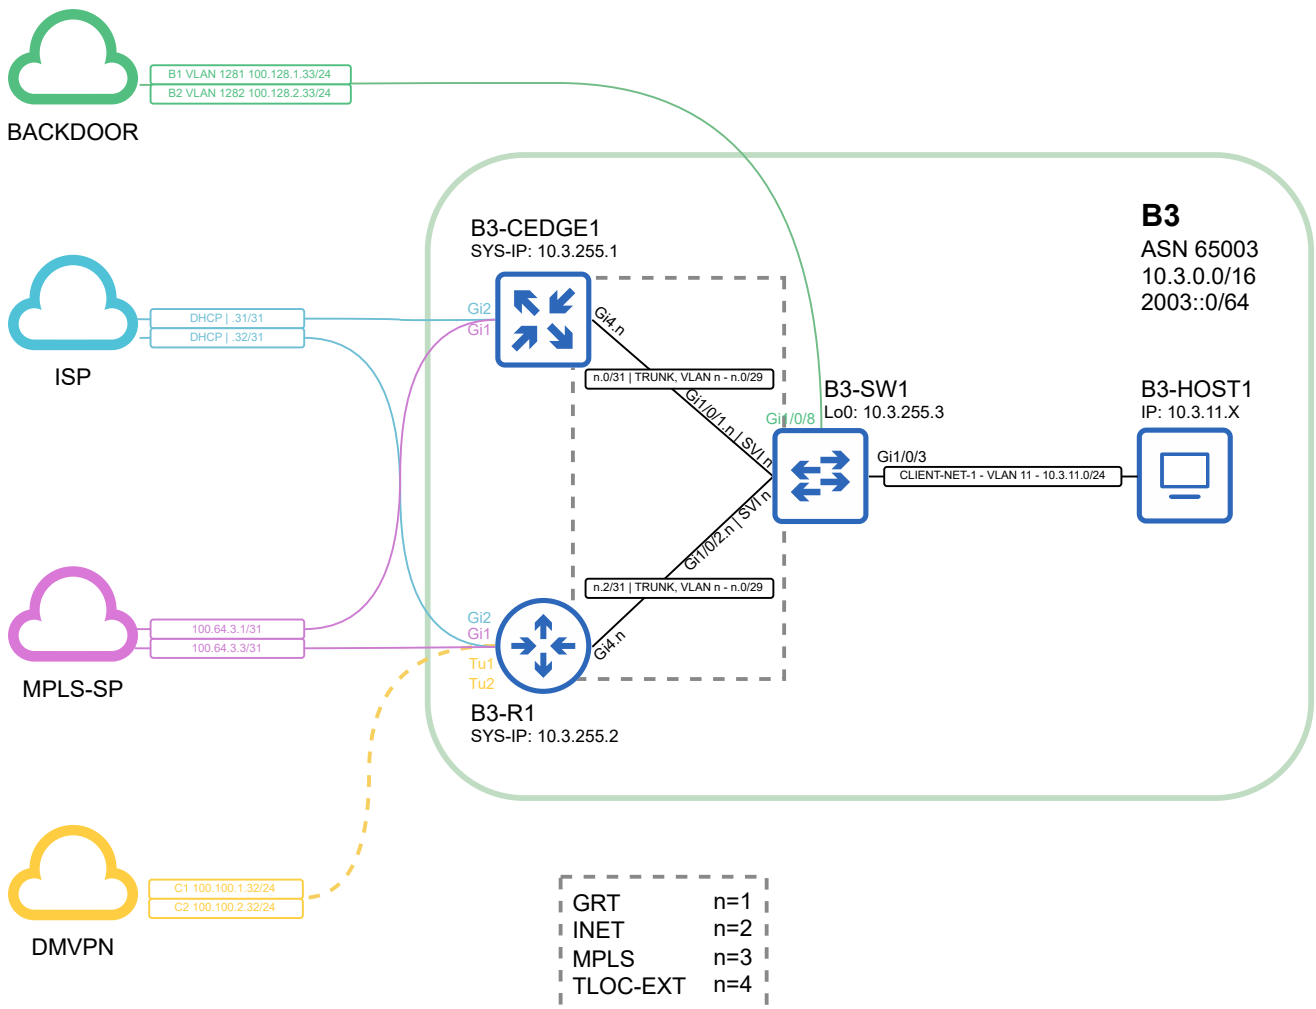 B1 VLAN 1281 100.128.1.33/24
B2 VLAN 1282 100.128.2.33/24
BACKDOOR
B3-CEDGE1
SYS-IP: 10.3.255.1
B3
ASN 65003
10.3.0.0/16
2003::0/64
DHCP | .31/31
DHCP | .32/31
ISP
Gi2
Gi1
Gi4.n
n.0/31 | TRUNK, VLAN n - n.0/29
Gi1/0/1.n | SVI n
B3-SW1
Lo0: 10.3.255.3
Gi1/0/8
B3-HOST1
IP: 10.3.11.X
Gi1/0/3
CLIENT-NET-1 - VLAN 11 - 10.3.11.0/24
Gi1/0/2.n | SVI n
n.2/31 | TRUNK, VLAN n - n.0/29
Gi4.n
100.64.3.1/31
100.64.3.3/31
MPLS-SP
Gi2
Gi1
Tu1
Tu2
B3-R1
SYS-IP: 10.3.255.2
C1 100.100.1.32/24
C2 100.100.2.32/24
DMVPN
GRT n=1
INET n=2
MPLS n=3
TLOC-EXT n=4